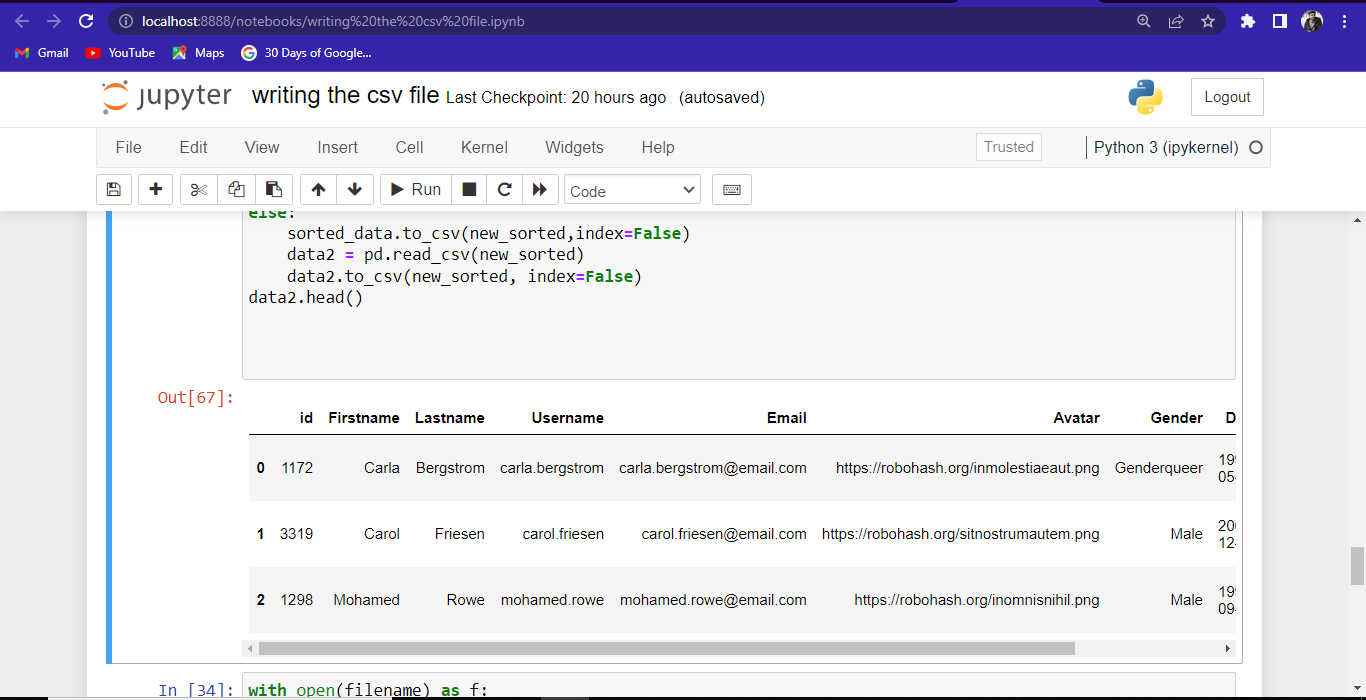 localhost:8888/notebooks/writing%20the%20csv%20file.ipynb
Gmail YouTube Maps 30 Days of Google...
jupyter writing the csv file Last Checkpoint: 20 hours ago (autosaved) Logout
File Edit View Insert Cell Kernel Widgets Help Trusted Python 3 (ipykernel)
Run Code
else:
sorted_data.to_csv(new_sorted,index=False)
data2 = pd.read_csv(new_sorted)
data2.to_csv(new_sorted, index=False)
data2.head()
Out[67]:
id Firstname Lastname Username Email Avatar Gender D
0 1172 Carla Bergstrom carla.bergstrom carla.bergstrom@email.com https://robohash.org/inmolestiaeaut.png Genderqueer 19
05-
1 3319 Carol Friesen carol.friesen carol.friesen@email.com https://robohash.org/sitnostrumautem.png Male 20
12-
2 1298 Mohamed Rowe mohamed.rowe mohamed.rowe@email.com https://robohash.org/inomnisnihil.png Male 19
09-
In [34]: with open(filename) as f: